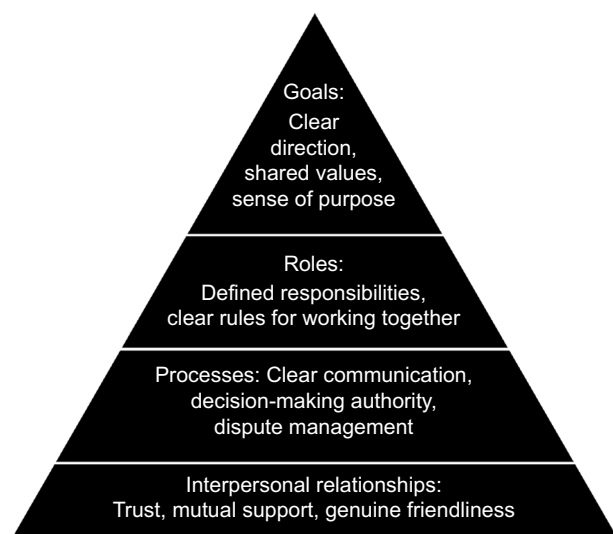 Goals:
Clear
direction,
shared values,
sense of purpose
Roles:
Defined responsibilities,
clear rules for working together
Processes: Clear communication,
decision-making authority,
dispute management
Interpersonal relationships:
Trust, mutual support, genuine friendliness